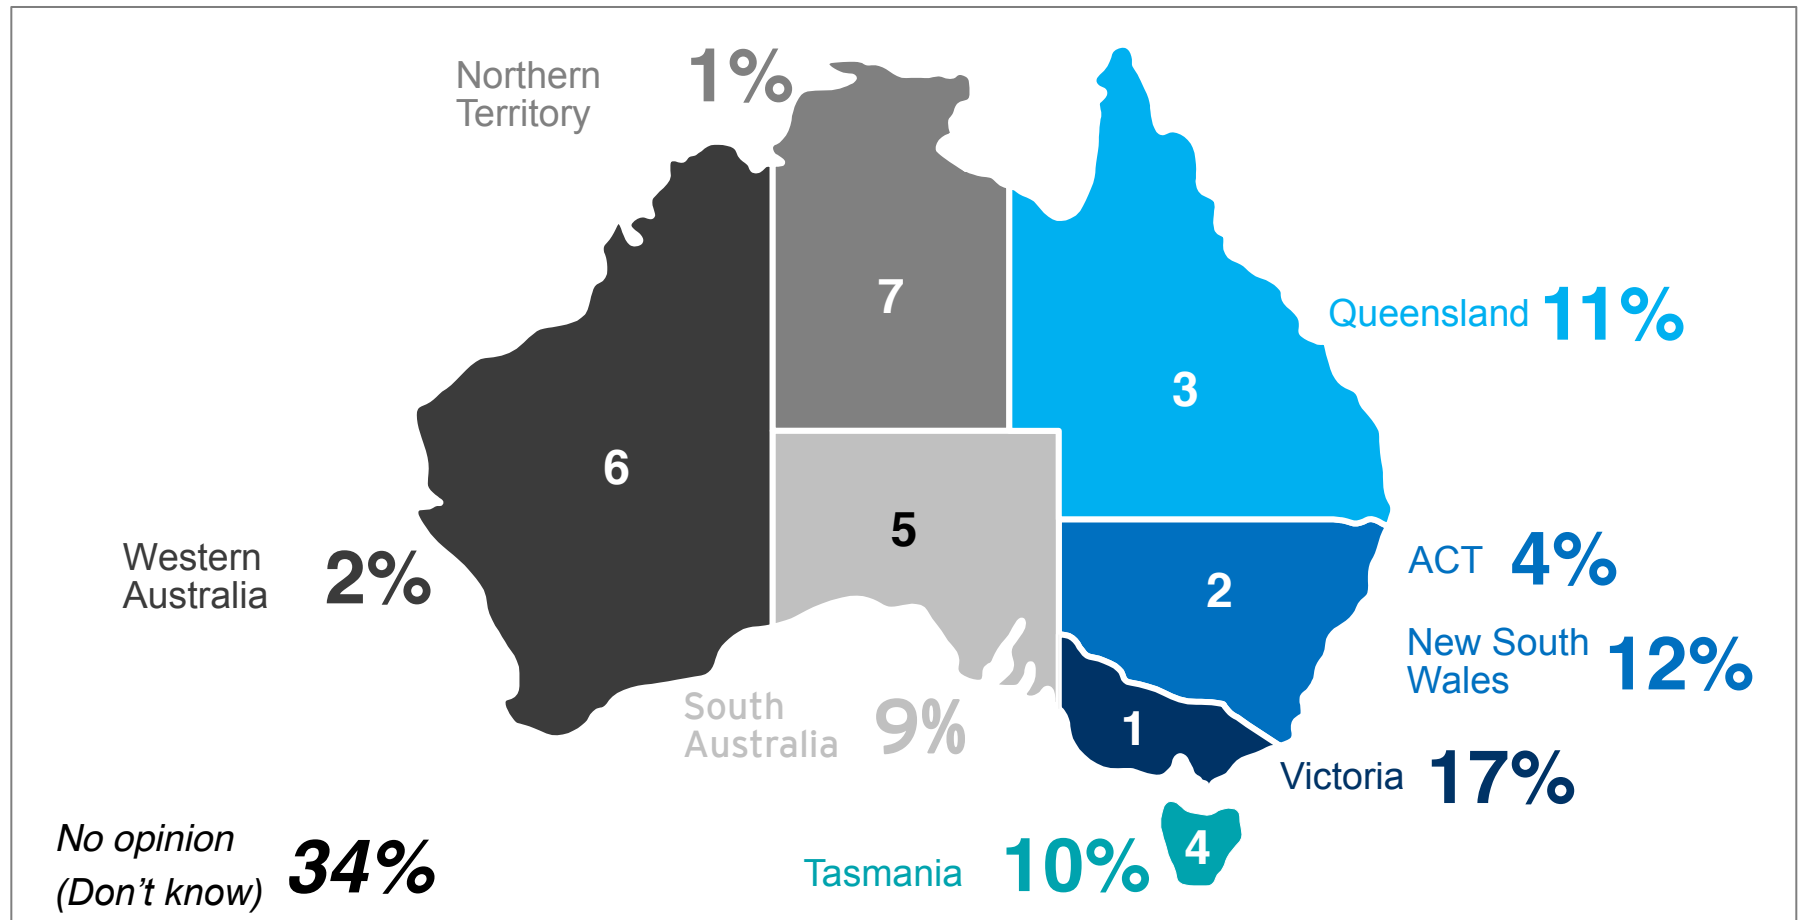 Northern
Territory
1%
7
Queensland 11%
3
6
5
Western
Australia
2%
ACT 4%
2
New South
Wales
12%
South
Australia
9%
1
Victoria 17%
No opinion
(Don't know)
34%
Tasmania 10%
4